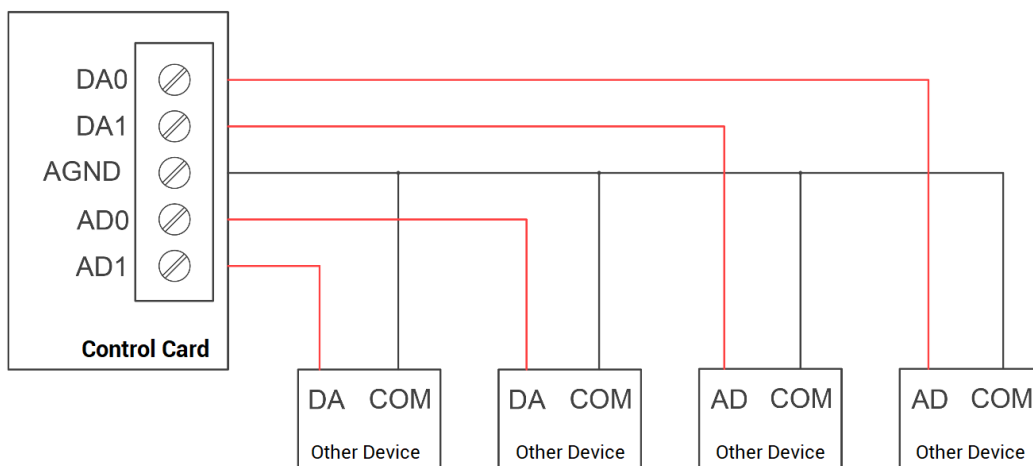 DA0
DA1
AGND
AD0
AD1
Control Card
DA COM
Other Device
DA COM
Other Device
AD COM
Other Device
AD COM
Other Device